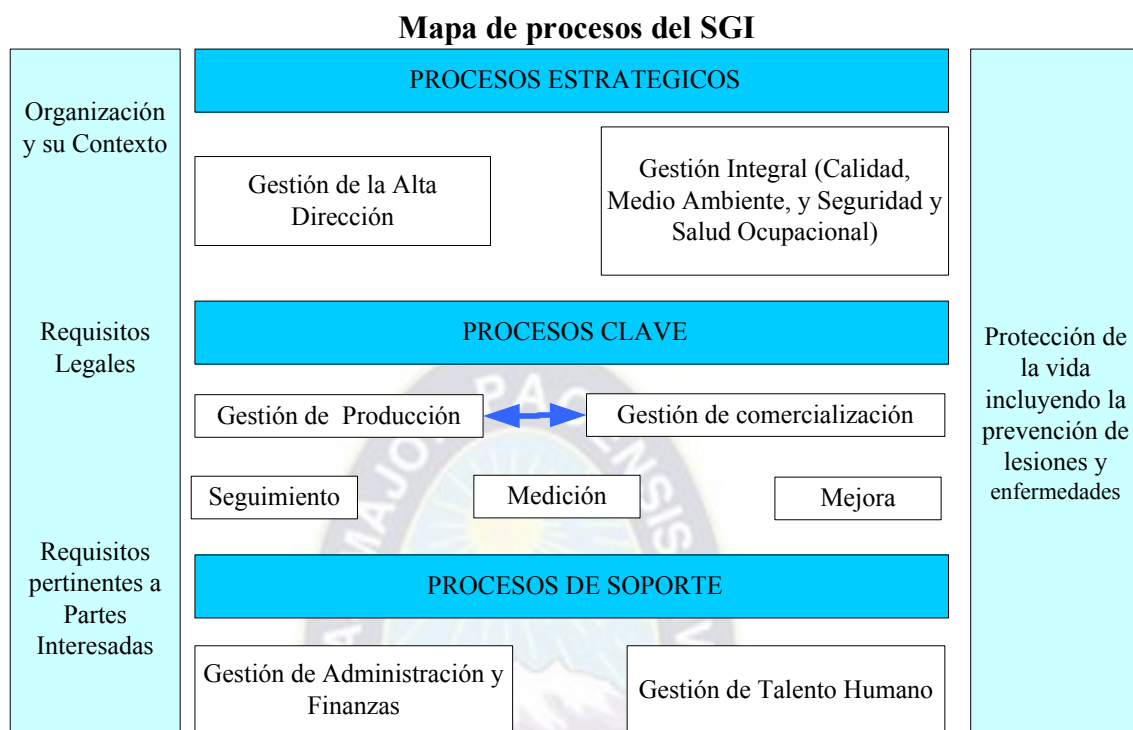 Mapa de procesos del SGI
Organización
y su Contexto
Requisitos
Legales
Requisitos
pertinentes a
Partes
Interesadas
PROCESOS ESTRATEGICOS
Gestión de la Alta
Dirección
Gestión Integral (Calidad,
Medio Ambiente, y Seguridad y
Salud Ocupacional)
PROCESOS CLAVE
Gestión de Producción
Gestión de comercialización
Seguimiento
Medición
Mejora
PROCESOS DE SOPORTE
Gestión de Administración y
Finanzas
Gestión de Talento Humano
Protección de
la vida
incluyendo la
prevención de
lesiones y
enfermedades